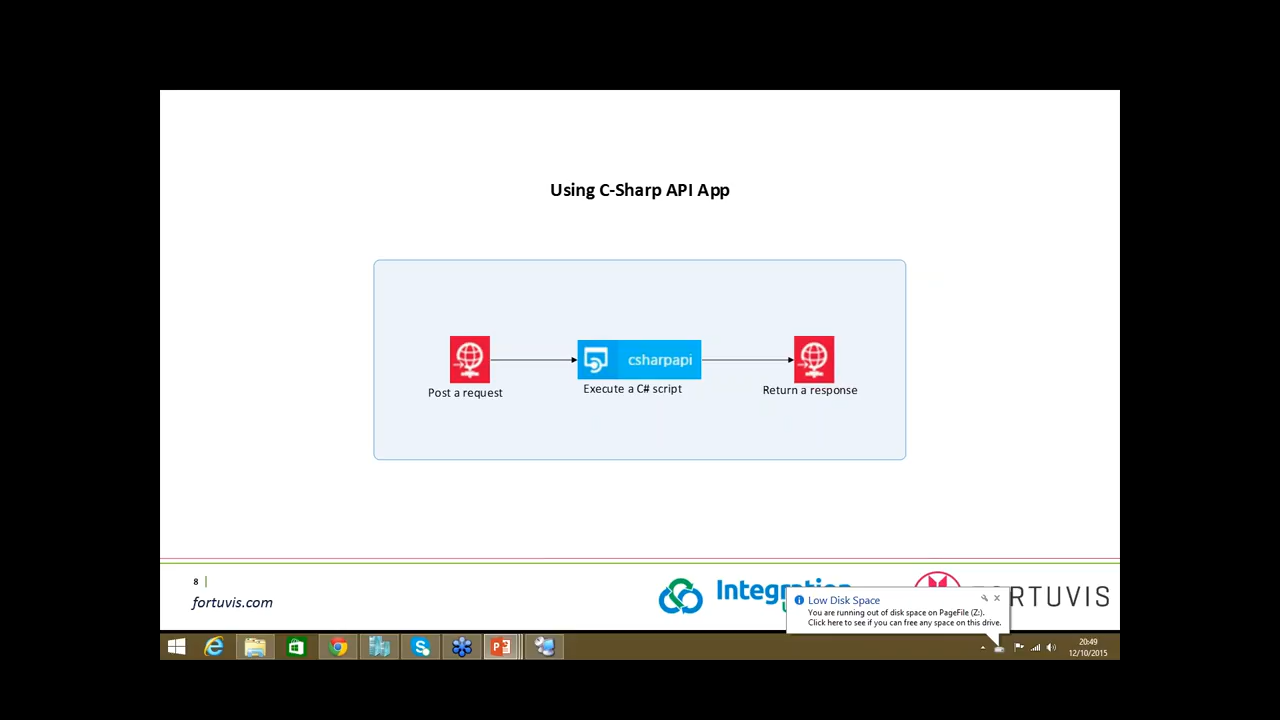 Using C-Sharp API App
csharpapi
Post a request
Execute a C# script
Return a response
8
fortuvis.com
Low Disk Space
You are running out of disk space on PageFile (Z:).
Click here to see if you can free any space on this drive.
20:49
12/10/2015